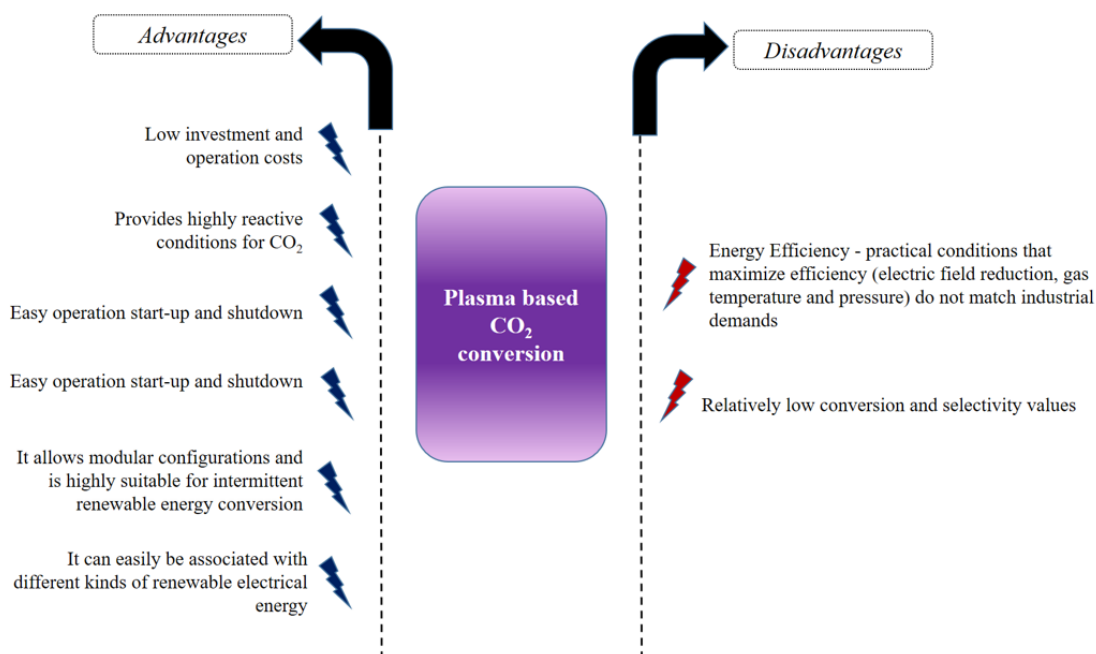 Advantages
Low investment and
operation costs
Provides highly reactive
conditions for CO₂
Easy operation start-up and shutdown
Easy operation start-up and shutdown
It allows modular configurations and
is highly suitable for intermittent
renewable energy conversion
It can easily be associated with
different kinds of renewable electrical
energy
Plasma based
CO₂
conversion
Disadvantages
Energy Efficiency - practical conditions that
maximize efficiency (electric field reduction, gas
temperature and pressure) do not match industrial
demands
Relatively low conversion and selectivity values